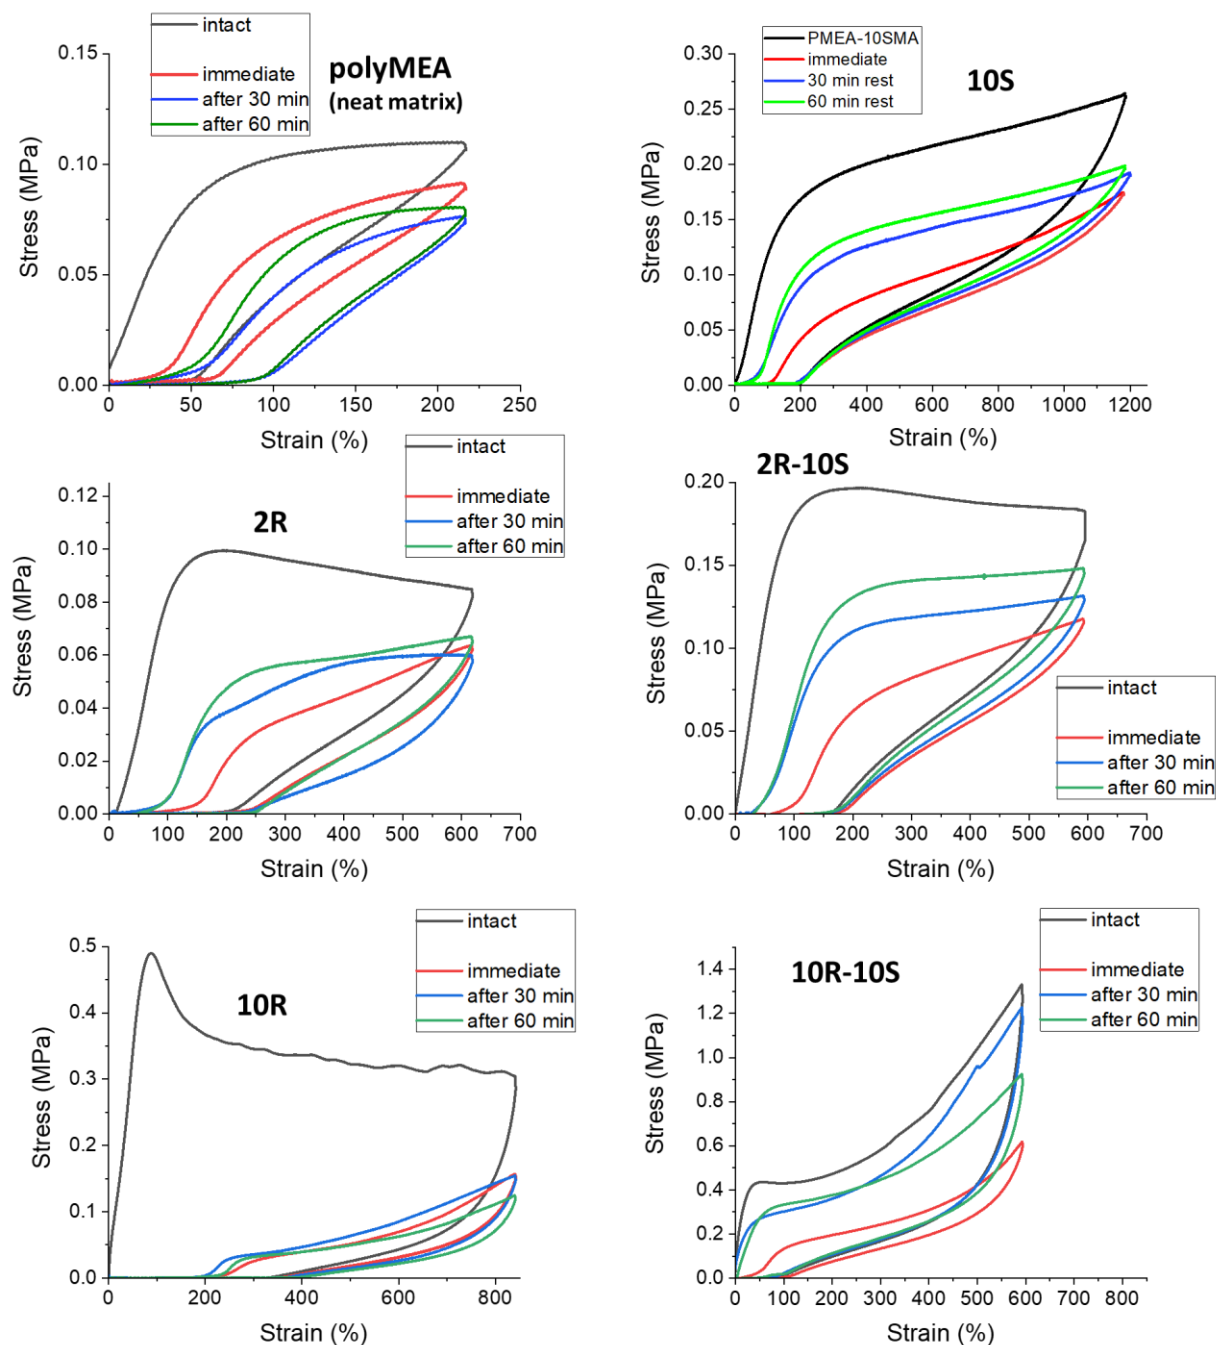 intact
immediate
after 30 min
after 60 min
polyMEA
(neat matrix)
0.15
0.10
0.05
0.00
Stress (MPa)
0 50 100 150 200 250
Strain (%)
PMEA-10SMA
immediate
30 min rest
60 min rest
10S
0.30
0.25
0.20
0.15
0.10
0.05
0.00
Stress (MPa)
0 200 400 600 800 1000 1200
Strain (%)
intact
immediate
after 30 min
after 60 min
2R
0.12
0.10
0.08
0.06
0.04
0.02
0.00
Stress (MPa)
0 100 200 300 400 500 600 700
Strain (%)
2R-10S
0.20
0.15
0.10
0.05
0.00
Stress (MPa)
intact
immediate
after 30 min
after 60 min
0 100 200 300 400 500 600 700
Strain (%)
intact
immediate
after 30 min
after 60 min
10R
0.5
0.4
0.3
0.2
0.1
0.0
Stress (MPa)
0 200 400 600 800
Strain (%)
intact
immediate
after 30 min
after 60 min
10R-10S
1.4
1.2
1.0
0.8
0.6
0.4
0.2
0.0
Stress (MPa)
0 100 200 300 400 500 600 700 800
Strain (%)